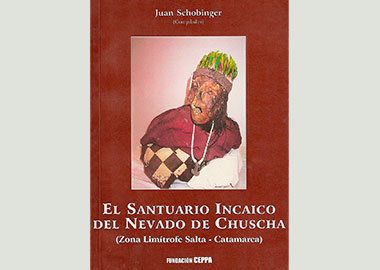 Juan Schobinger
(Compilador)
EL SANTUARIO INCAICO
DEL NEVADO DE CHUSCHA
(Zona Limítrofe Salta - Catamarca)
FUNDACIÓN CEPPA